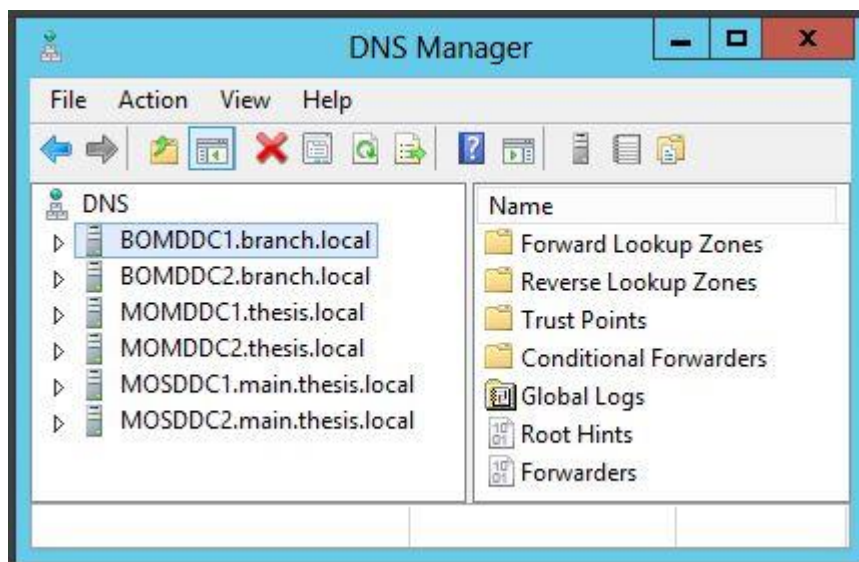 DNS Manager
File Action View Help
DNS
BOMDDC1.branch.local
BOMDDC2.branch.local
MOMDDC1.thesis.local
MOMDDC2.thesis.local
MOSDDC1.main.thesis.local
MOSDDC2.main.thesis.local
Name
Forward Lookup Zones
Reverse Lookup Zones
Trust Points
Conditional Forwarders
Global Logs
Root Hints
Forwarders